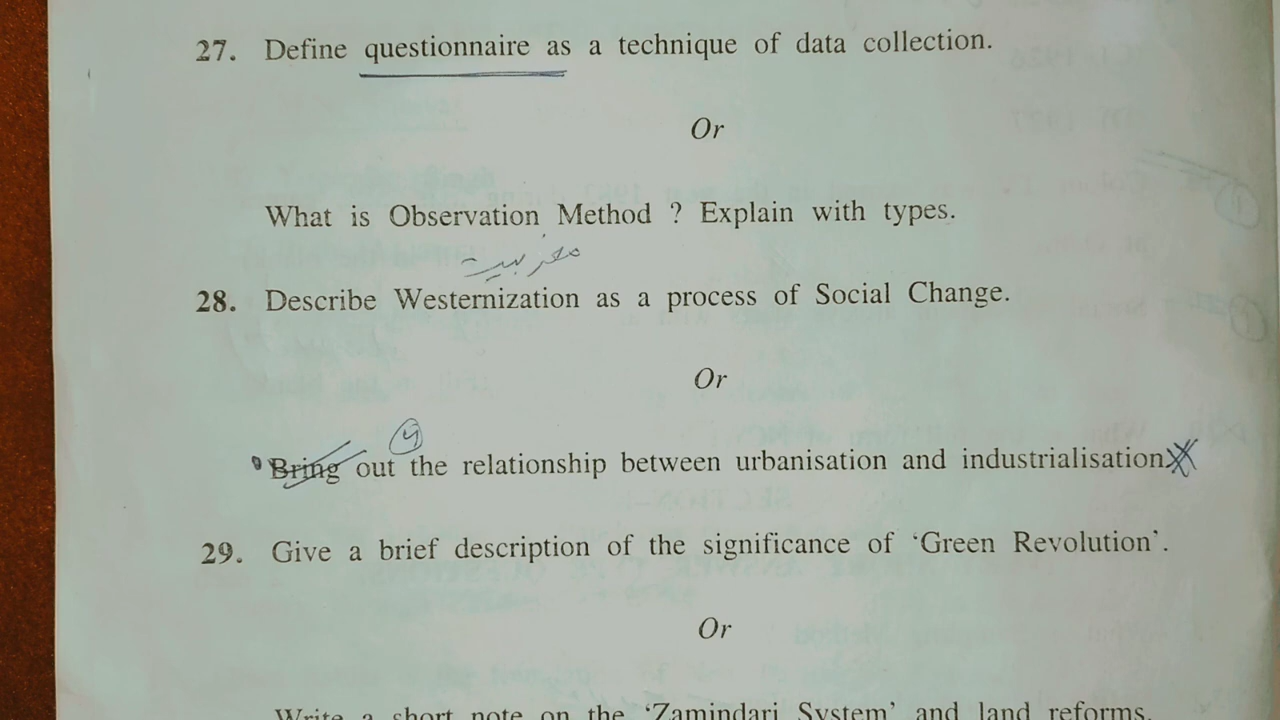 27. Define questionnaire as a technique of data collection.
Or
What is Observation Method ? Explain with types.
مغربیت
28. Describe Westernization as a process of Social Change.
Or
4
Bring out the relationship between urbanisation and industrialisation.
29. Give a brief description of the significance of ‘Green Revolution’.
Or
Write a short note on the ‘Zamindari System’ and land reforms.